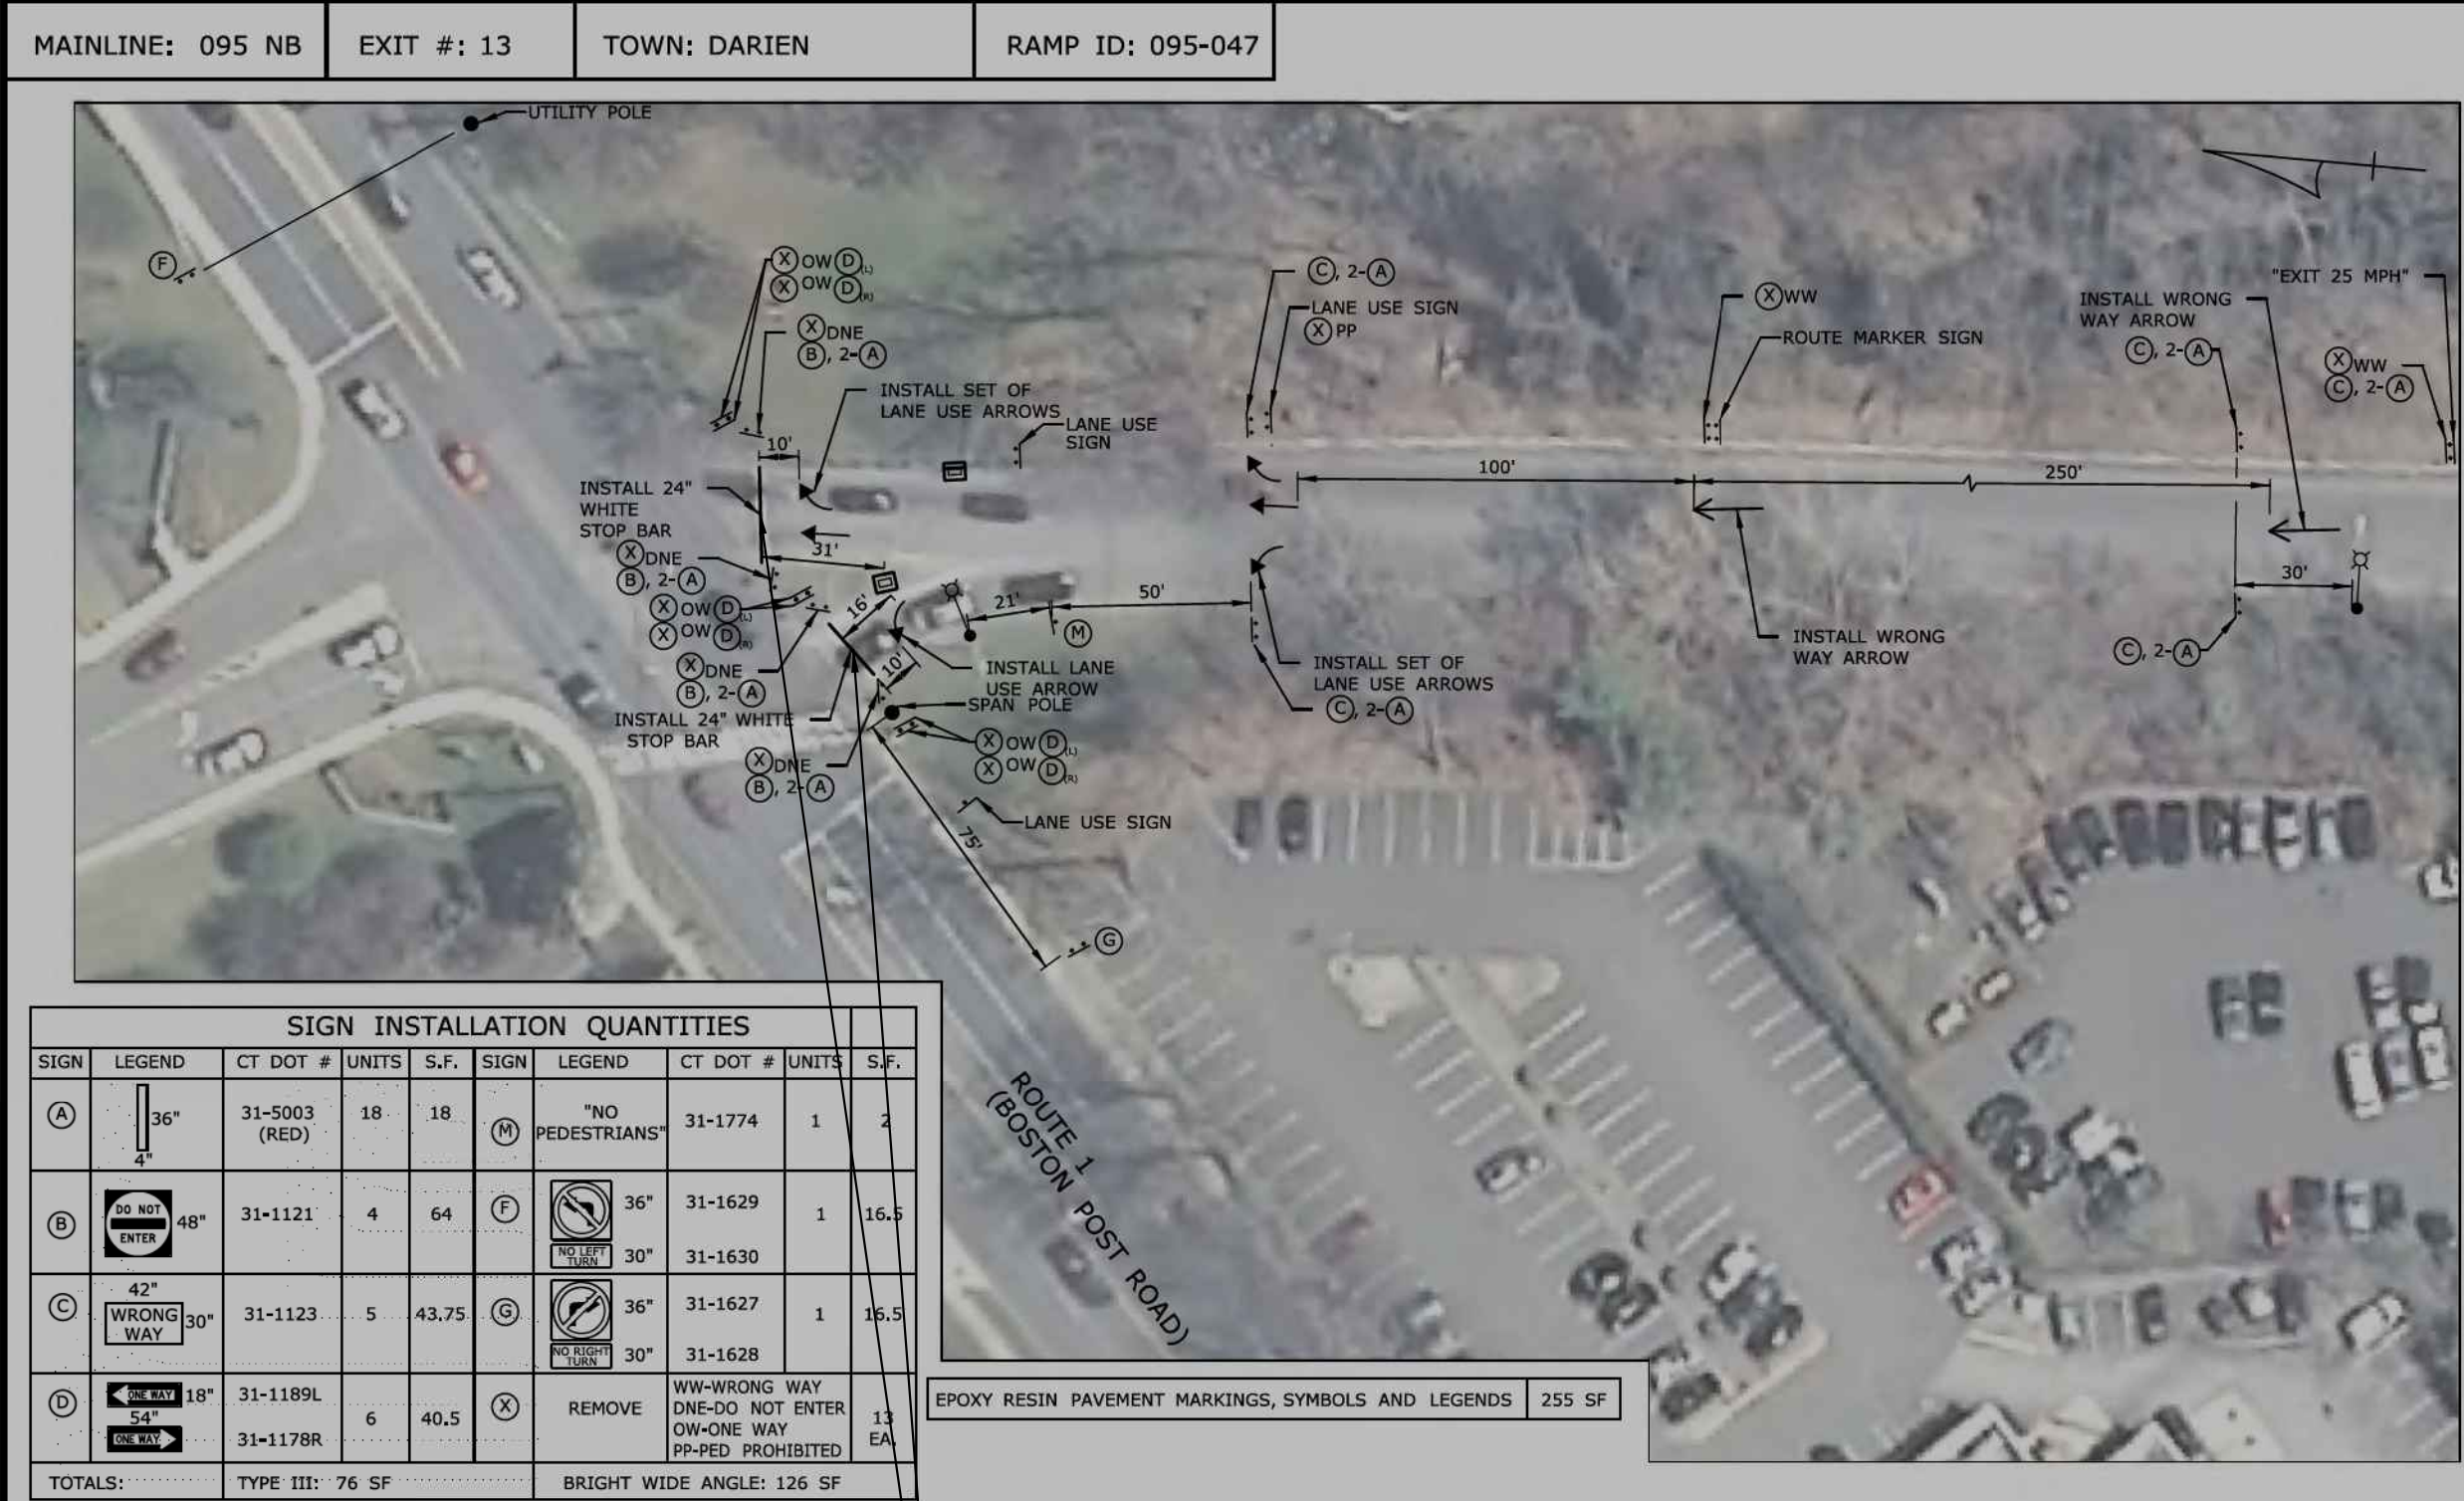 MAINLINE: 095 NB
EXIT #: 13
TOWN: DARIEN
RAMP ID: 095-047
UTILITY POLE
F
X OW D (L)
X OW D (R)
X DNE
B, 2-A
10'
INSTALL SET OF
LANE USE ARROWS
LANE USE
SIGN
C, 2-A
LANE USE SIGN
X PP
X WW
ROUTE MARKER SIGN
"EXIT 25 MPH"
INSTALL WRONG
WAY ARROW
C, 2-A
X WW
C, 2-A
100'
250'
INSTALL 24"
WHITE
STOP BAR
31'
X DNE
B, 2-A
X OW D (L)
X OW D (R)
16'
21'
50'
30'
M
X DNE
B, 2-A
10'
INSTALL LANE
USE ARROW
SPAN POLE
INSTALL 24" WHITE
STOP BAR
INSTALL SET OF
LANE USE ARROWS
C, 2-A
INSTALL WRONG
WAY ARROW
C, 2-A
X DNE
B, 2-A
X OW D (L)
X OW D (R)
LANE USE SIGN
75'
G
ROUTE 1
(BOSTON POST ROAD)
SIGN INSTALLATION QUANTITIES
SIGN LEGEND CT DOT # UNITS S.F. SIGN LEGEND CT DOT # UNITS S.F.
A 36" 4" 31-5003 (RED) 18 18
M "NO PEDESTRIANS" 31-1774 1 2
B DO NOT ENTER 48" 31-1121 4 64
F 36" 31-1629 1 16.5
NO LEFT TURN 30" 31-1630
C 42" WRONG WAY 30" 31-1123 5 43.75
G 36" 31-1627 1 16.5
NO RIGHT TURN 30" 31-1628
D ONE WAY 18" 31-1189L 6 40.5
54"
ONE WAY 31-1178R
X REMOVE
WW-WRONG WAY
DNE-DO NOT ENTER
OW-ONE WAY
PP-PED PROHIBITED
13 EA.
TOTALS: TYPE III: 76 SF BRIGHT WIDE ANGLE: 126 SF
EPOXY RESIN PAVEMENT MARKINGS, SYMBOLS AND LEGENDS 255 SF